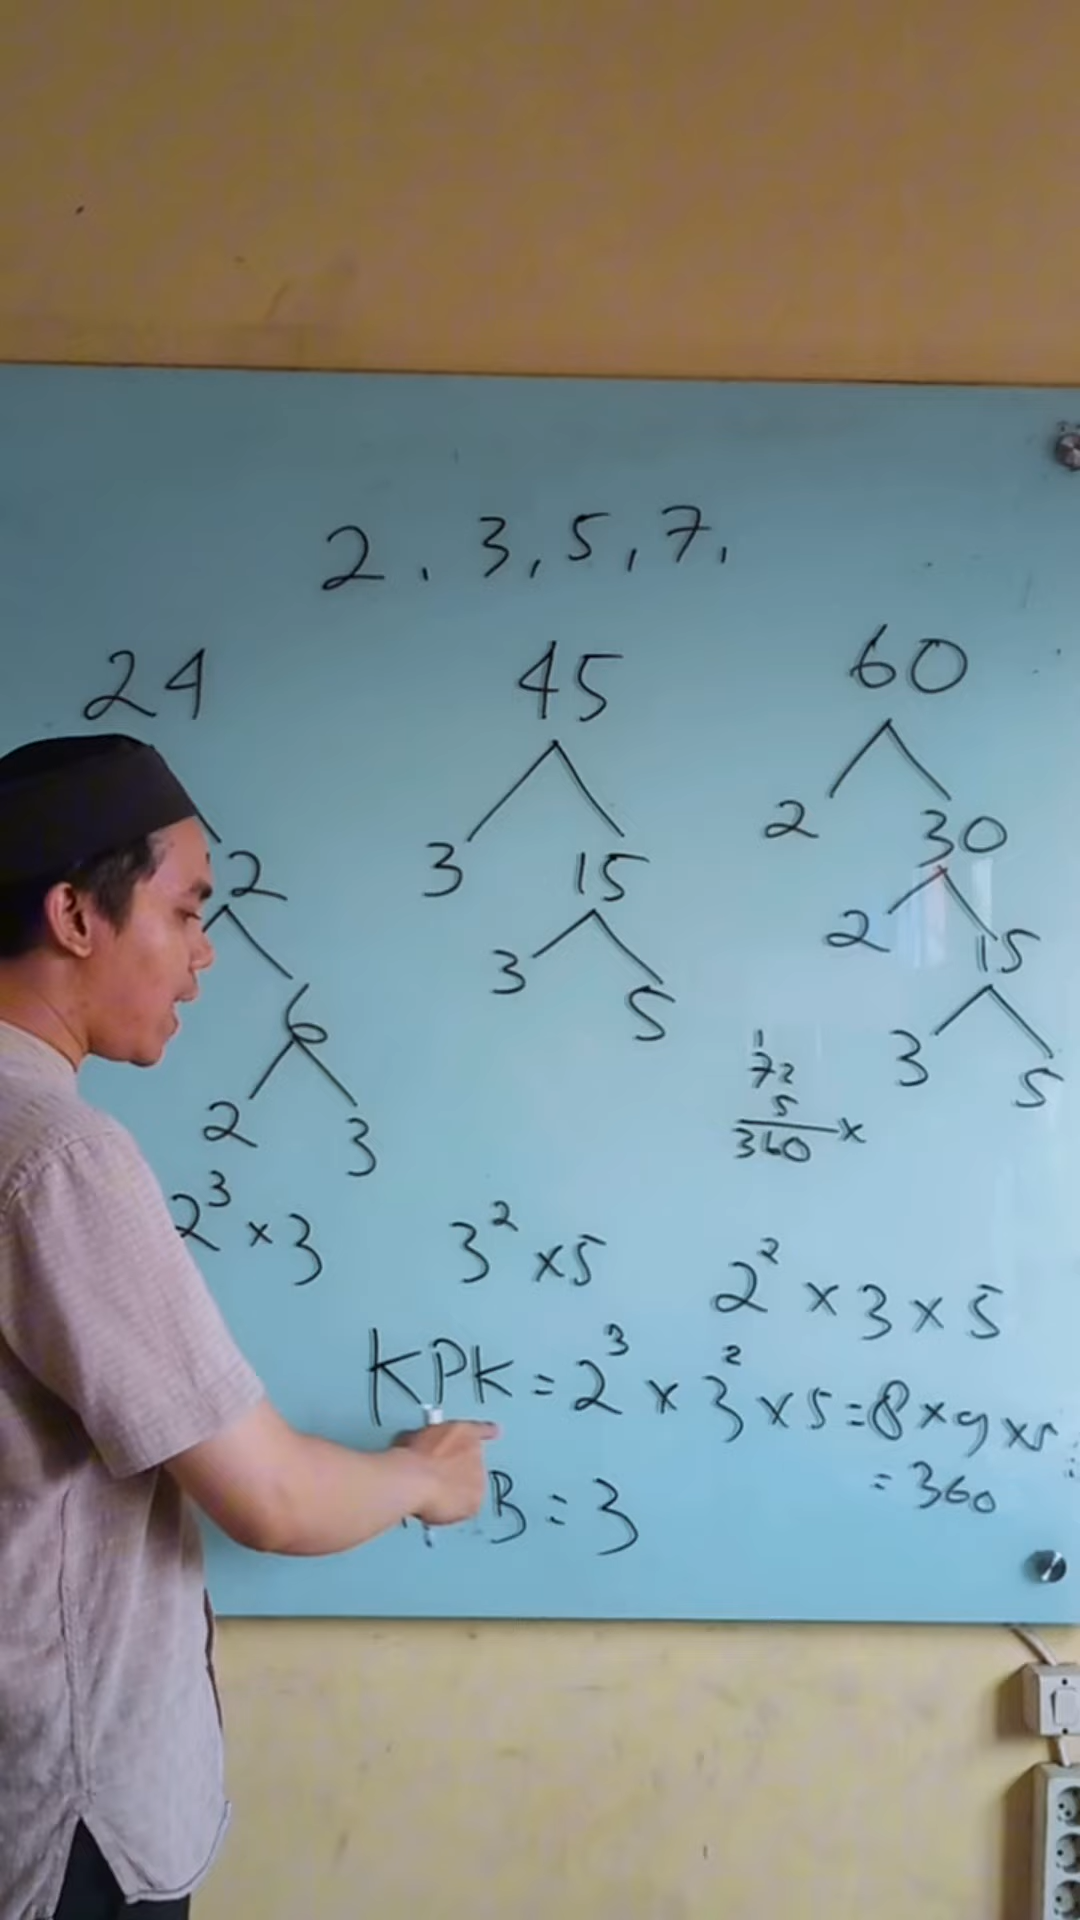 2, 3, 5, 7,
24 45 60
2 3 15 2 30
6 3 5 2 15
2 3 3 5
1
72
5
360 x
2³ × 3 3² × 5 2² × 3 × 5
KPK = 2³ × 3² × 5 = 8 × 9 × 5
= 360
B = 3